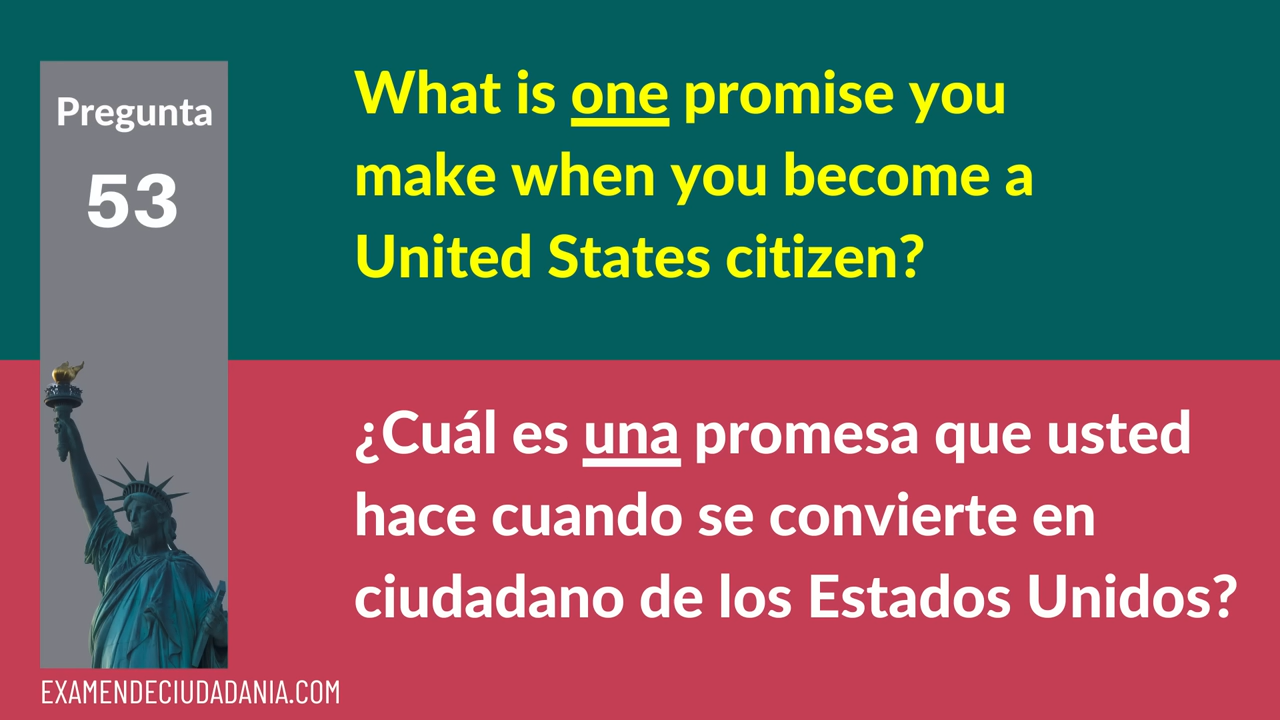 Pregunta
53
What is one promise you
make when you become a
United States citizen?
¿Cuál es una promesa que usted
hace cuando se convierte en
ciudadano de los Estados Unidos?
EXAMENDECIUDADANIA.COM